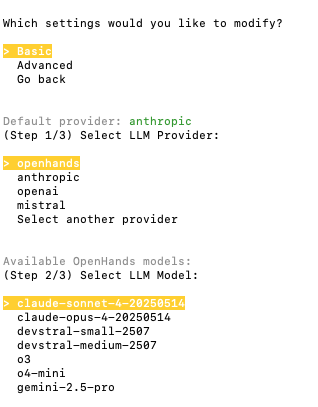 Which settings would you like to modify?
> Basic
Advanced
Go back
Default provider: anthropic
(Step 1/3) Select LLM Provider:
> openhands
anthropic
openai
mistral
Select another provider
Available OpenHands models:
(Step 2/3) Select LLM Model:
> claude-sonnet-4-20250514
claude-opus-4-20250514
devstral-small-2507
devstral-medium-2507
o3
o4-mini
gemini-2.5-pro